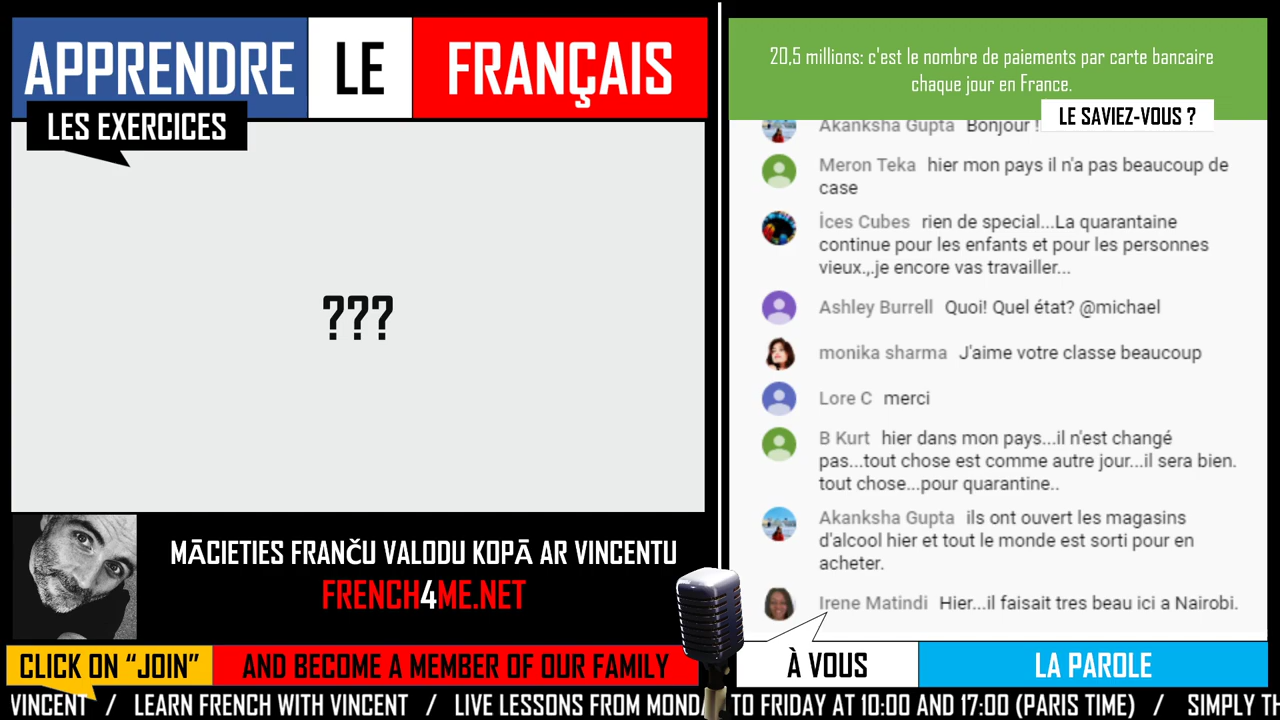 APPRENDRE LE FRANÇAIS
LES EXERCICES
???
MĀCIETIES FRANČU VALODU KOPĀ AR VINCENTU
FRENCH4ME.NET
CLICK ON “JOIN” AND BECOME A MEMBER OF OUR FAMILY
20,5 millions: c'est le nombre de paiements par carte bancaire
chaque jour en France.
LE SAVIEZ-VOUS ?
Akanksha Gupta Bonjour !
Meron Teka hier mon pays il n'a pas beaucoup de
case
İces Cubes rien de special...La quarantaine
continue pour les enfants et pour les personnes
vieux.,.je encore vas travailler...
Ashley Burrell Quoi! Quel état? @michael
monika sharma J'aime votre classe beaucoup
Lore C merci
B Kurt hier dans mon pays...il n'est changé
pas...tout chose est comme autre jour...il sera bien.
tout chose...pour quarantine..
Akanksha Gupta ils ont ouvert les magasins
d'alcool hier et tout le monde est sorti pour en
acheter.
Irene Matindi Hier...il faisait tres beau ici a Nairobi.
À VOUS LA PAROLE
VINCENT / LEARN FRENCH WITH VINCENT / LIVE LESSONS FROM MONDA TO FRIDAY AT 10:00 AND 17:00 (PARIS TIME) / SIMPLY TH